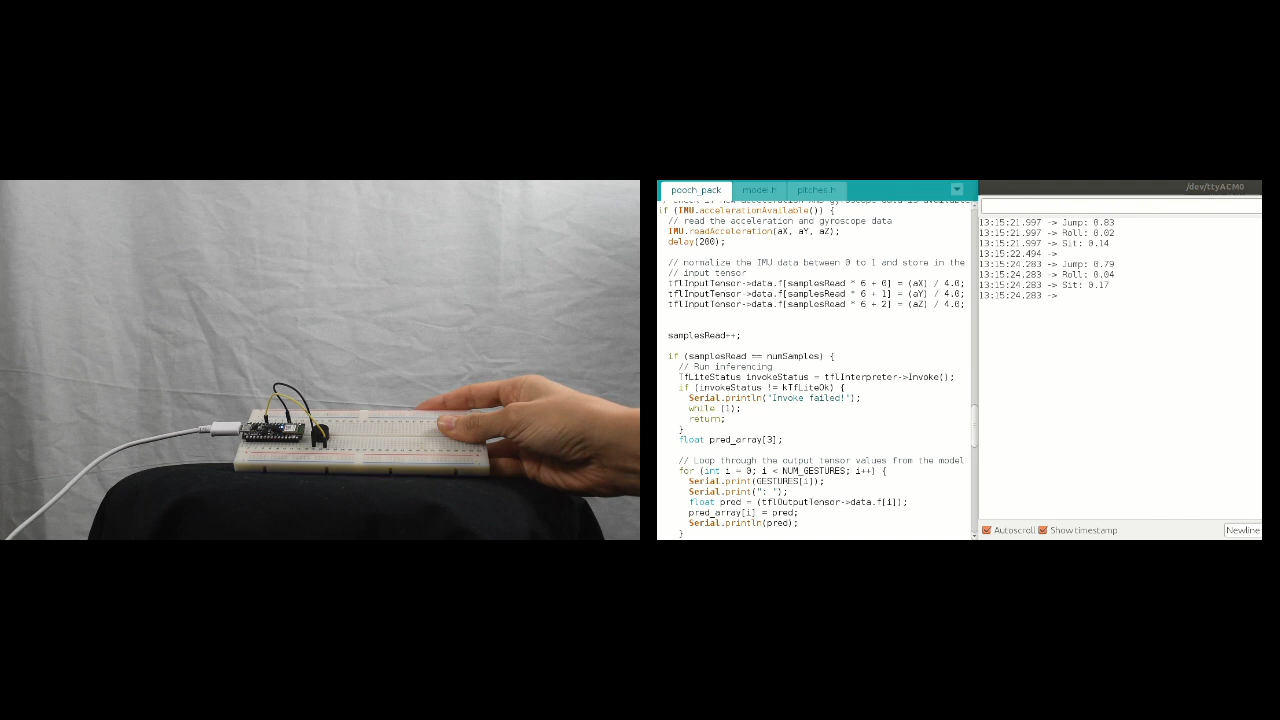 pooch_pack model.h pitches.h
if (IMU.accelerationAvailable()) {
// read the acceleration and gyroscope data
IMU.readAcceleration(aX, aY, aZ);
delay(200);
// normalize the IMU data between 0 to 1 and store in the
// input tensor
tflInputTensor->data.f[samplesRead * 6 + 0] = (aX) / 4.0;
tflInputTensor->data.f[samplesRead * 6 + 1] = (aY) / 4.0;
tflInputTensor->data.f[samplesRead * 6 + 2] = (aZ) / 4.0;
samplesRead++;
if (samplesRead == numSamples) {
// Run inferencing
TfLiteStatus invokeStatus = tflInterpreter->Invoke();
if (invokeStatus != kTfLiteOk) {
Serial.println("Invoke failed!");
while (1);
return;
}
float pred_array[3];
// Loop through the output tensor values from the model
for (int i = 0; i < NUM_GESTURES; i++) {
Serial.print(GESTURES[i]);
Serial.print(": ");
float pred = (tflOutputTensor->data.f[i]);
pred_array[i] = pred;
Serial.println(pred);
}
/dev/ttyACM0
13:15:21.997 -> Jump: 0.83
13:15:21.997 -> Roll: 0.02
13:15:21.997 -> Sit: 0.14
13:15:22.494 ->
13:15:24.283 -> Jump: 0.79
13:15:24.283 -> Roll: 0.04
13:15:24.283 -> Sit: 0.17
13:15:24.283 ->
Autoscroll Show timestamp Newline